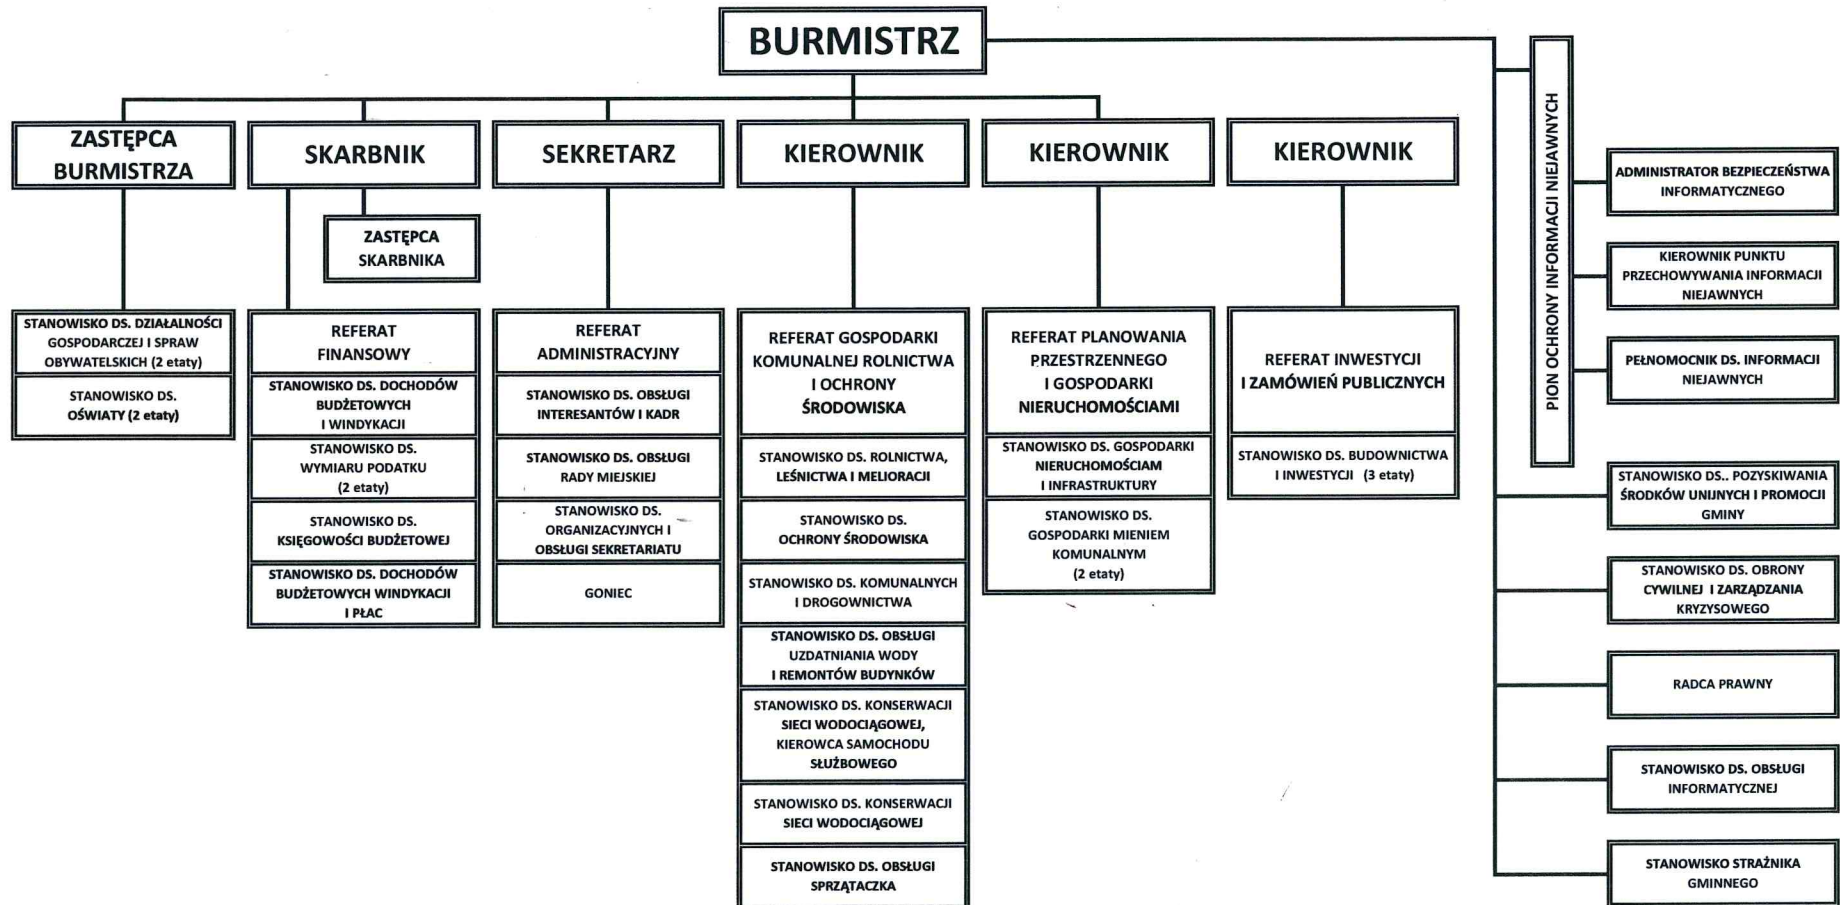 BURMISTRZ
ZASTĘPCA
BURMISTRZA
STANOWISKO DS. DZIAŁALNOŚCI
GOSPODARCZEJ I SPRAW
OBYWATELSKICH (2 etaty)
STANOWISKO DS.
OŚWIATY (2 etaty)
SKARBNIK
ZASTĘPCA
SKARBNIKA
REFERAT
FINANSOWY
STANOWISKO DS. DOCHODÓW
BUDŻETOWYCH
I WINDYKACJI
STANOWISKO DS.
WYMIARU PODATKU
(2 etaty)
STANOWISKO DS.
KSIĘGOWOŚCI BUDŻETOWEJ
STANOWISKO DS. DOCHODÓW
BUDŻETOWYCH WINDYKACJI
I PŁAC
SEKRETARZ
REFERAT
ADMINISTRACYJNY
STANOWISKO DS. OBSŁUGI
INTERESANTÓW I KADR
STANOWISKO DS. OBSŁUGI
RADY MIEJSKIEJ
STANOWISKO DS.
ORGANIZACYJNYCH I
OBSŁUGI SEKRETARIATU
GONIEC
KIEROWNIK
REFERAT GOSPODARKI
KOMUNALNEJ ROLNICTWA
I OCHRONY
ŚRODOWISKA
STANOWISKO DS. ROLNICTWA,
LEŚNICTWA I MELIORACJI
STANOWISKO DS.
OCHRONY ŚRODOWISKA
STANOWISKO DS. KOMUNALNYCH
I DROGOWNICTWA
STANOWISKO DS. OBSŁUGI
UZDATNIANIA WODY
I REMONTÓW BUDYNKÓW
STANOWISKO DS. KONSERWACJI
SIECI WODOCIĄGOWEJ,
KIEROWCA SAMOCHODU
SŁUŻBOWEGO
STANOWISKO DS. KONSERWACJI
SIECI WODOCIĄGOWEJ
STANOWISKO DS. OBSŁUGI
SPRZĄTACZKA
KIEROWNIK
REFERAT PLANOWANIA
PRZESTRZENNEGO
I GOSPODARKI
NIERUCHOMOŚCIAMI
STANOWISKO DS. GOSPODARKI
NIERUCHOMOŚCIAM
I INFRASTRUKTURY
STANOWISKO DS.
GOSPODARKI MIENIEM
KOMUNALNYM
(2 etaty)
KIEROWNIK
REFERAT INWESTYCJI
I ZAMÓWIEŃ PUBLICZNYCH
STANOWISKO DS. BUDOWNICTWA
I INWESTYCJI (3 etaty)
PION OCHRONY INFORMACJI NIEJAWNYCH
ADMINISTRATOR BEZPIECZEŃSTWA
INFORMATYCZNEGO
KIEROWNIK PUNKTU
PRZECHOWYWANIA INFORMACJI
NIEJAWNYCH
PEŁNOMOCNIK DS. INFORMACJI
NIEJAWNYCH
STANOWISKO DS.. POZYSKIWANIA
ŚRODKÓW UNIJNYCH I PROMOCJI
GMINY
STANOWISKO DS. OBRONY
CYWILNEJ I ZARZĄDZANIA
KRYZYSOWEGO
RADCA PRAWNY
STANOWISKO DS. OBSŁUGI
INFORMATYCZNEJ
STANOWISKO STRAŻNIKA
GMINNEGO